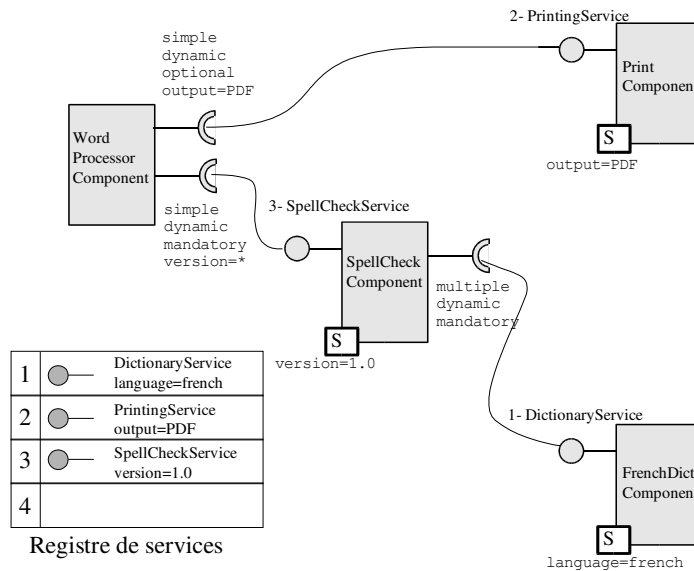 2- PrintingService
simple
dynamic
optional
output=PDF
Print
Component
S
output=PDF
Word
Processor
Component
simple
dynamic
mandatory
version=*
3- SpellCheckService
SpellCheck
Component
S
version=1.0
multiple
dynamic
mandatory
1- DictionaryService
FrenchDict
Component
S
language=french
1 DictionaryService
language=french
2 PrintingService
output=PDF
3 SpellCheckService
version=1.0
4
Registre de services